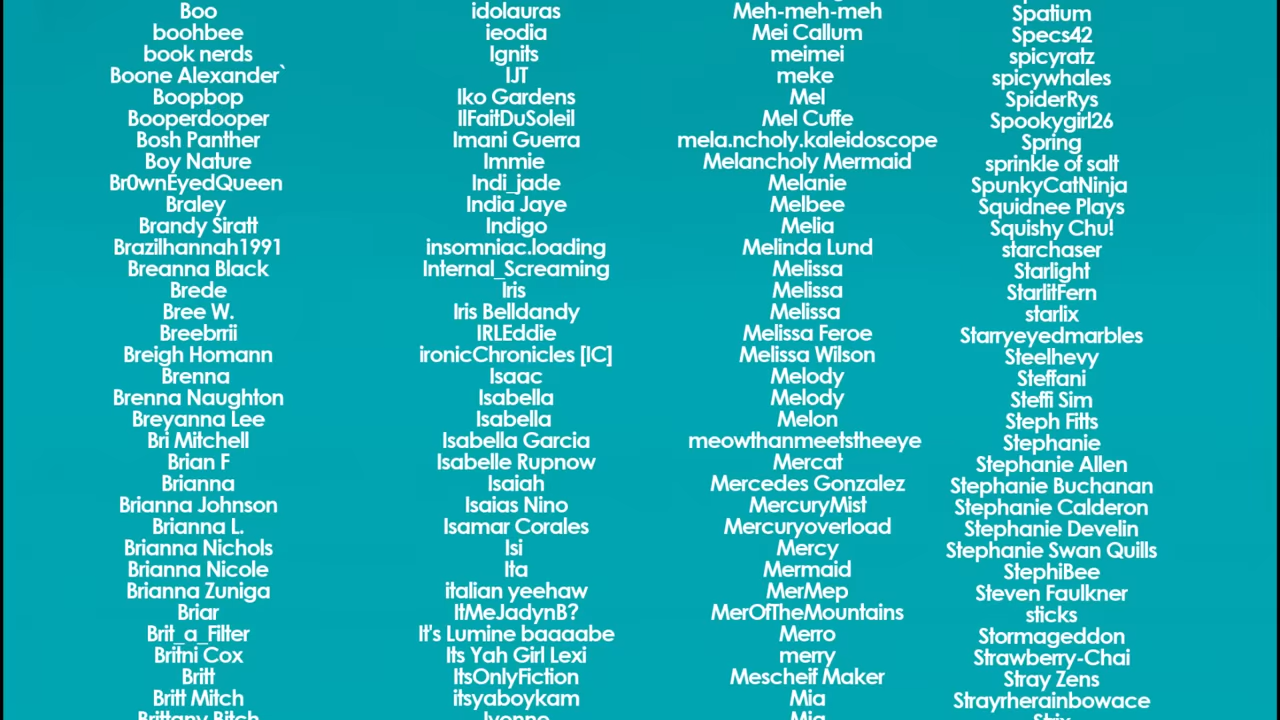 Boo
boohbee
book nerds
Boone Alexander`
Boopbop
Booperdooper
Bosh Panther
Boy Nature
Br0wnEyedQueen
Braley
Brandy Siratt
Brazilhannah1991
Breanna Black
Brede
Bree W.
Breebrrii
Breigh Homann
Brenna
Brenna Naughton
Breyanna Lee
Bri Mitchell
Brian F
Brianna
Brianna Johnson
Brianna L.
Brianna Nichols
Brianna Nicole
Brianna Zuniga
Briar
Brit_a_Filter
Britni Cox
Britt
Britt Mitch
Brittany Bitch
idolauras
ieodia
Ignits
IJT
Iko Gardens
IlFaitDuSoleil
Imani Guerra
Immie
Indi_jade
India Jaye
Indigo
insomniac.loading
Internal_Screaming
Iris
Iris Belldandy
IRLEddie
ironicChronicles [IC]
Isaac
Isabella
Isabella
Isabella Garcia
Isabelle Rupnow
Isaiah
Isaias Nino
Isamar Corales
Isi
Ita
italian yeehaw
ItMeJadynB?
It's Lumine baaaabe
Its Yah Girl Lexi
ItsOnlyFiction
itsyaboykam
Ivonne
Meh-meh-meh
Mei Callum
meimei
meke
Mel
Mel Cuffe
mela.ncholy.kaleidoscope
Melancholy Mermaid
Melanie
Melbee
Melia
Melinda Lund
Melissa
Melissa
Melissa
Melissa Feroe
Melissa Wilson
Melody
Melody
Melon
meowthanmeetstheeye
Mercat
Mercedes Gonzalez
MercuryMist
Mercuryoverload
Mercy
Mermaid
MerMep
MerOfTheMountains
Merro
merry
Mescheif Maker
Mia
Mia
Spatium
Specs42
spicyratz
spicywhales
SpiderRys
Spookygirl26
Spring
sprinkle of salt
SpunkyCatNinja
Squidnee Plays
Squishy Chu!
starchaser
Starlight
StarlitFern
starlix
Starryeyedmarbles
Steelhevy
Steffani
Steffi Sim
Steph Fitts
Stephanie
Stephanie Allen
Stephanie Buchanan
Stephanie Calderon
Stephanie Develin
Stephanie Swan Quills
StephiBee
Steven Faulkner
sticks
Stormageddon
Strawberry-Chai
Stray Zens
Strayrherainbowace